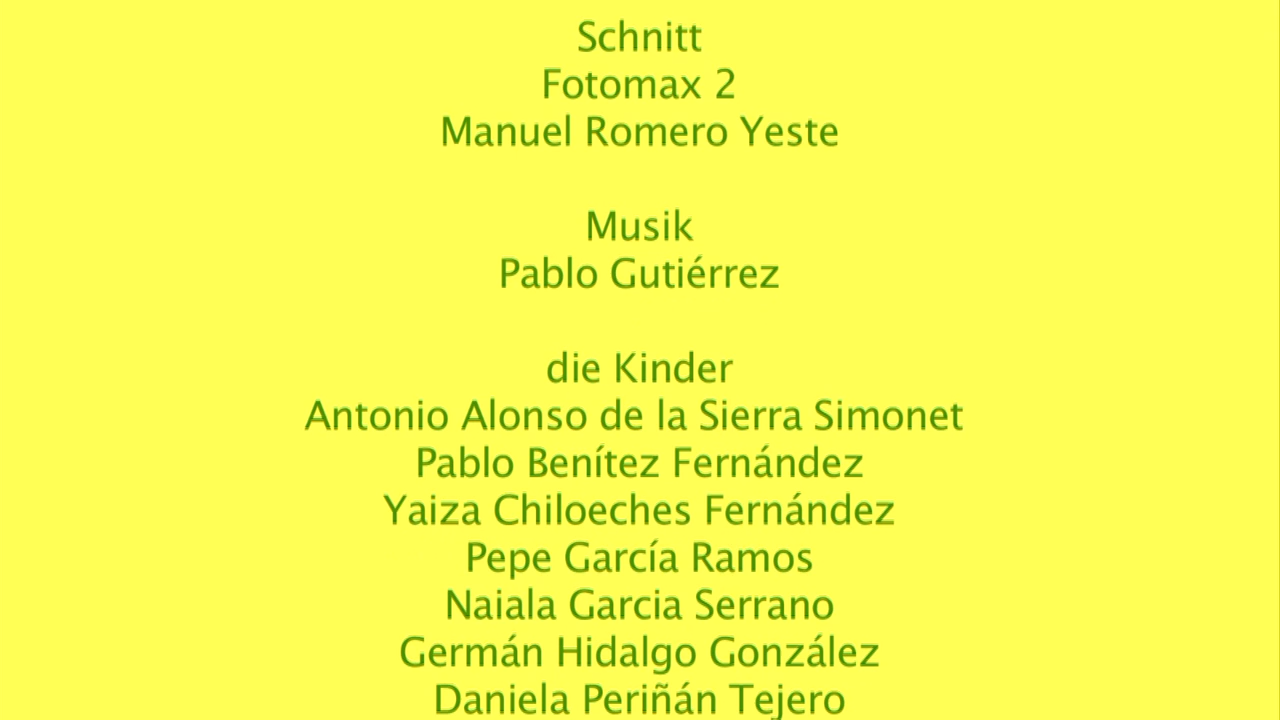 Schnitt
Fotomax 2
Manuel Romero Yeste
Musik
Pablo Gutiérrez
die Kinder
Antonio Alonso de la Sierra Simonet
Pablo Benítez Fernández
Yaiza Chiloeches Fernández
Pepe García Ramos
Naiala Garcia Serrano
Germán Hidalgo González
Daniela Periñán Tejero